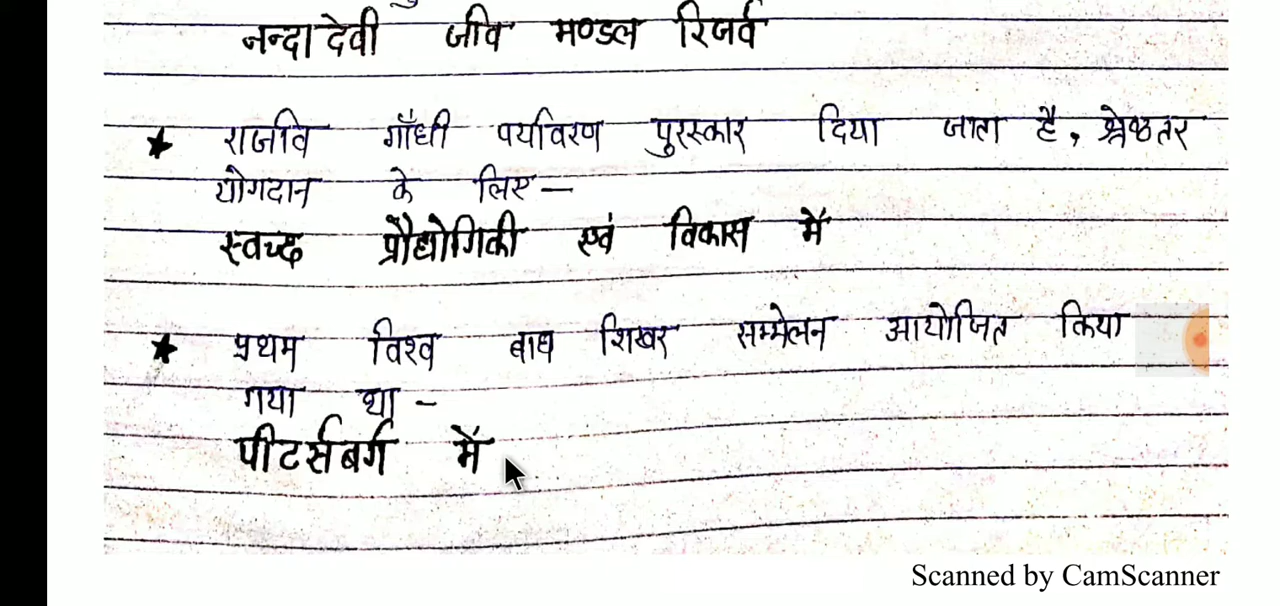 नन्दादेवी जीव मण्डल रिजर्व
★ राजीव गाँधी पर्यावरण पुरस्कार दिया जाता है, श्रेष्ठतर
योगदान के लिए –
स्वच्छ प्रौद्योगिकी एवं विकास में
★ प्रथम विश्व बाघ शिखर सम्मेलन आयोजित किया
गया था –
पीटर्सबर्ग में
Scanned by CamScanner